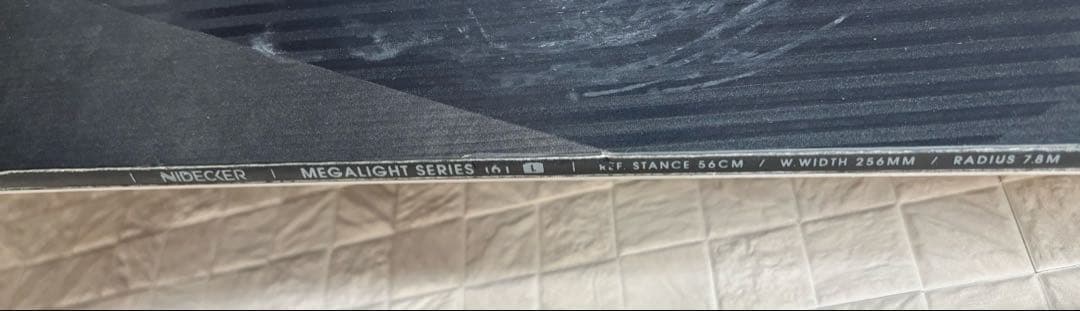 | NIDECKER | MEGALIGHT SERIES 161 L | REF. STANCE 56CM / W.WIDTH 256MM / RADIUS 7.8M